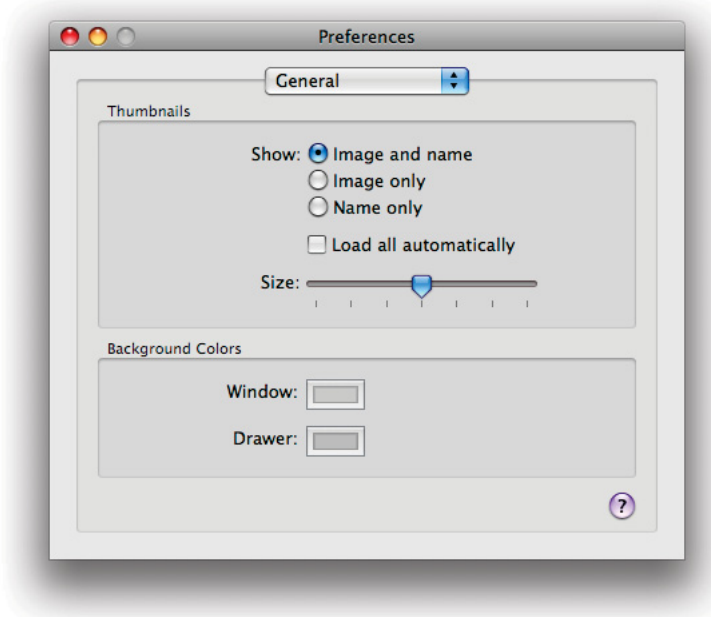 Preferences
General
Thumbnails
Show: Image and name
Image only
Name only
Load all automatically
Size:
Background Colors
Window:
Drawer:
?